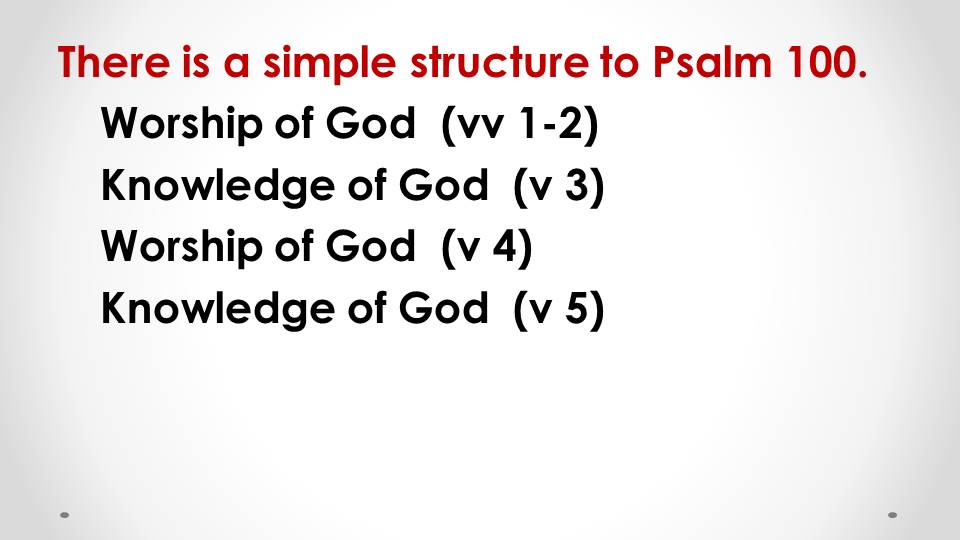 There is a simple structure to Psalm 100.
Worship of God (vv 1-2)
Knowledge of God (v 3)
Worship of God (v 4)
Knowledge of God (v 5)